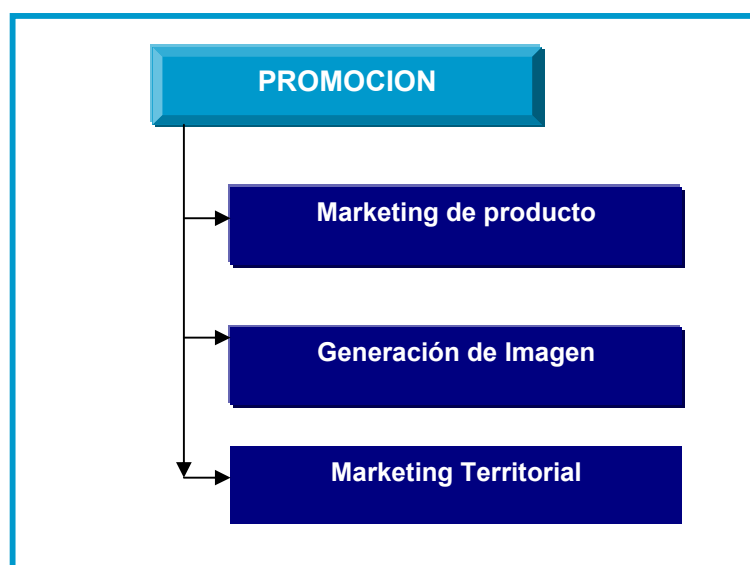 PROMOCION
Marketing de producto
Generación de Imagen
Marketing Territorial